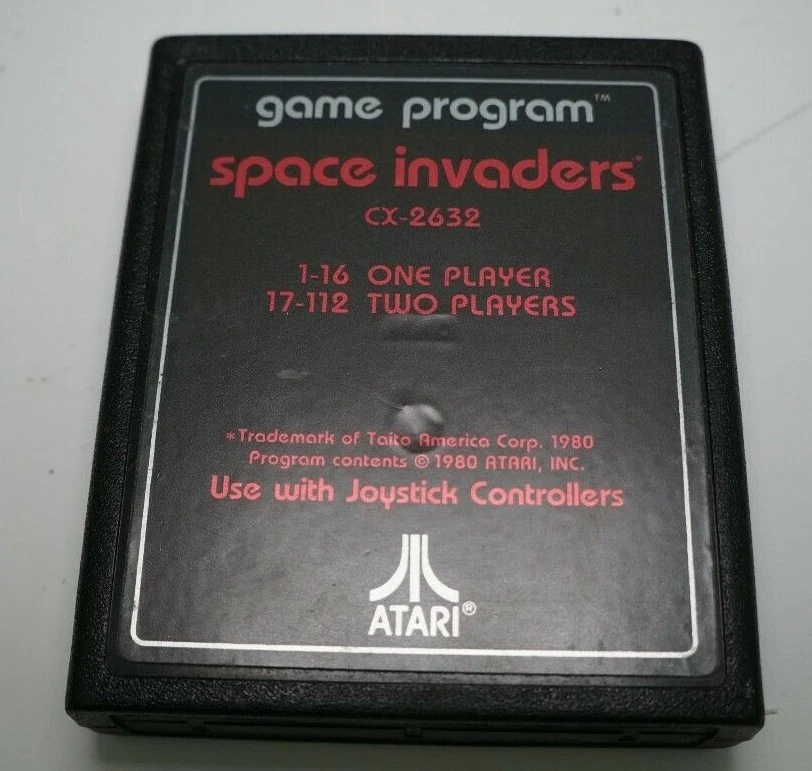 game program™
space invaders*
CX-2632
1-16 ONE PLAYER
17-112 TWO PLAYERS
*Trademark of Taito America Corp. 1980
Program contents © 1980 ATARI, INC.
Use with Joystick Controllers
ATARI®